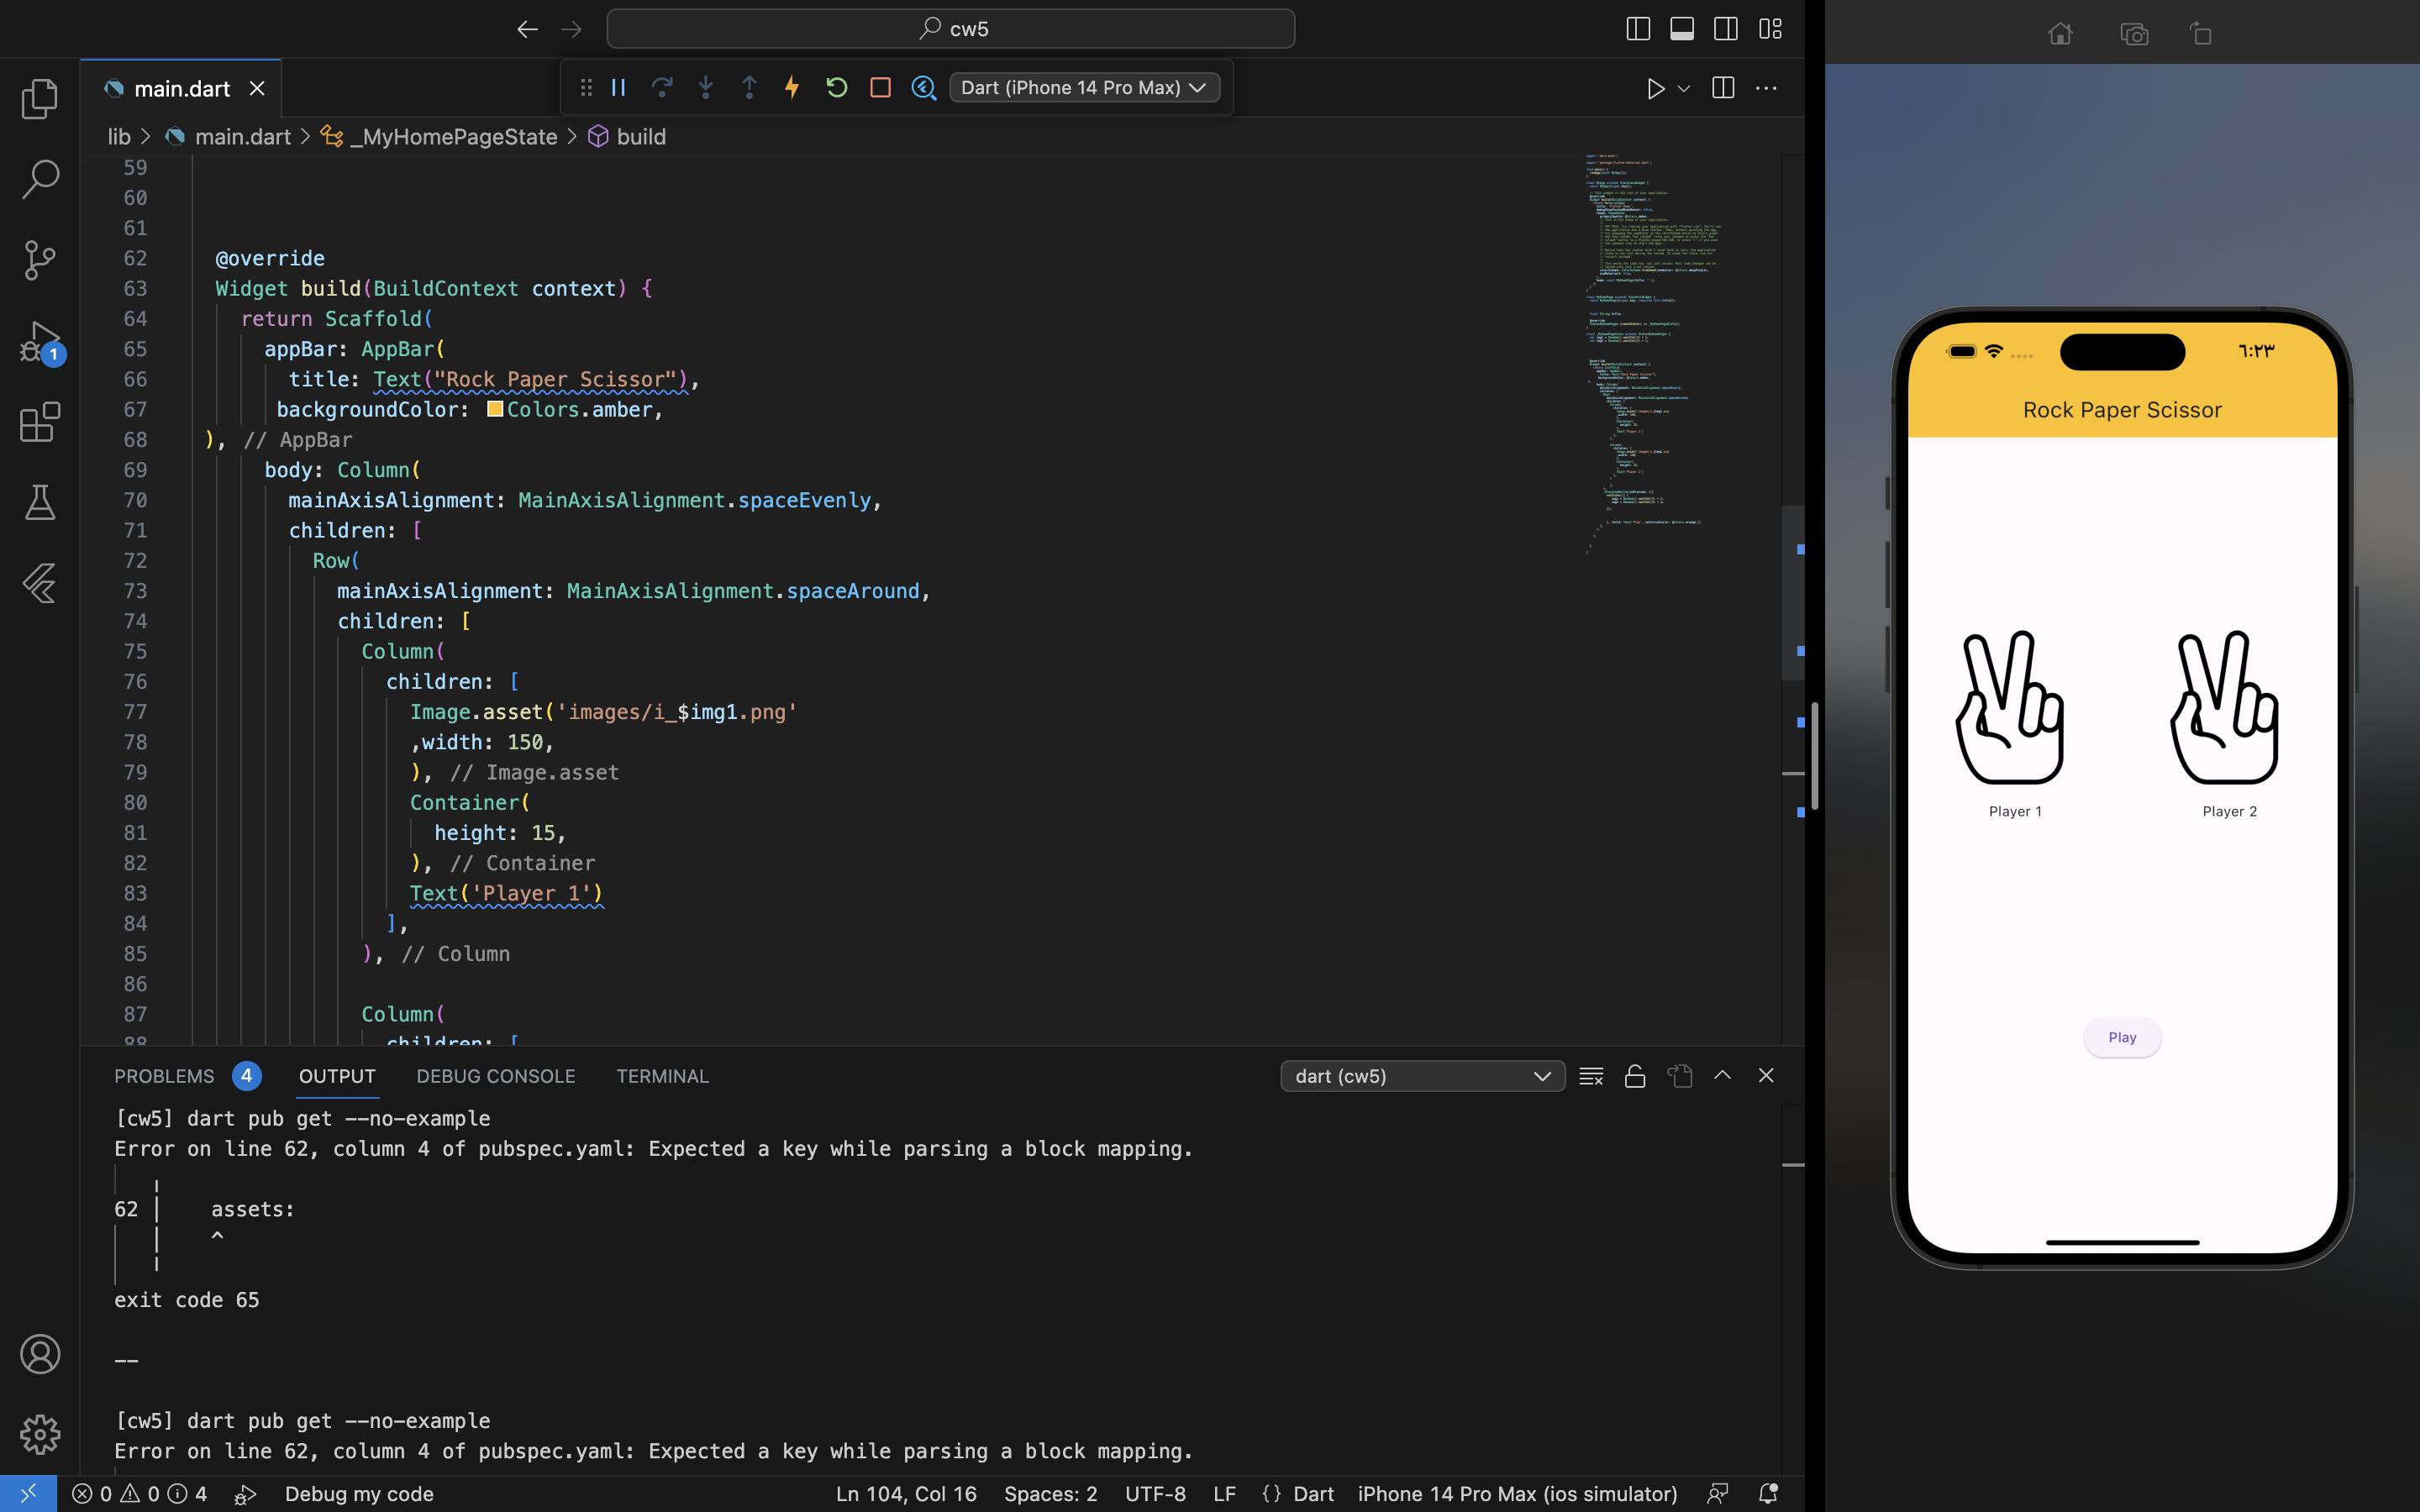 cw5
main.dart
Dart (iPhone 14 Pro Max)
lib > main.dart > _MyHomePageState > build
59
60
61
62 @override
63 Widget build(BuildContext context) {
64 return Scaffold(
65 appBar: AppBar(
66 title: Text("Rock Paper Scissor"),
67 backgroundColor: Colors.amber,
68 ), // AppBar
69 body: Column(
70 mainAxisAlignment: MainAxisAlignment.spaceEvenly,
71 children: [
72 Row(
73 mainAxisAlignment: MainAxisAlignment.spaceAround,
74 children: [
75 Column(
76 children: [
77 Image.asset('images/i_$img1.png'
78 ,width: 150,
79 ), // Image.asset
80 Container(
81 height: 15,
82 ), // Container
83 Text('Player 1')
84 ],
85 ), // Column
86
87 Column(
88 children: [
1
PROBLEMS 4 OUTPUT DEBUG CONSOLE TERMINAL
dart (cw5)
[cw5] dart pub get --no-example
Error on line 62, column 4 of pubspec.yaml: Expected a key while parsing a block mapping.
62 │ assets:
│ ^
exit code 65
--
[cw5] dart pub get --no-example
Error on line 62, column 4 of pubspec.yaml: Expected a key while parsing a block mapping.
0 0 4 Debug my code
Ln 104, Col 16 Spaces: 2 UTF-8 LF {} Dart iPhone 14 Pro Max (ios simulator)
٦:٢٣
Rock Paper Scissor
Player 1
Player 2
Play